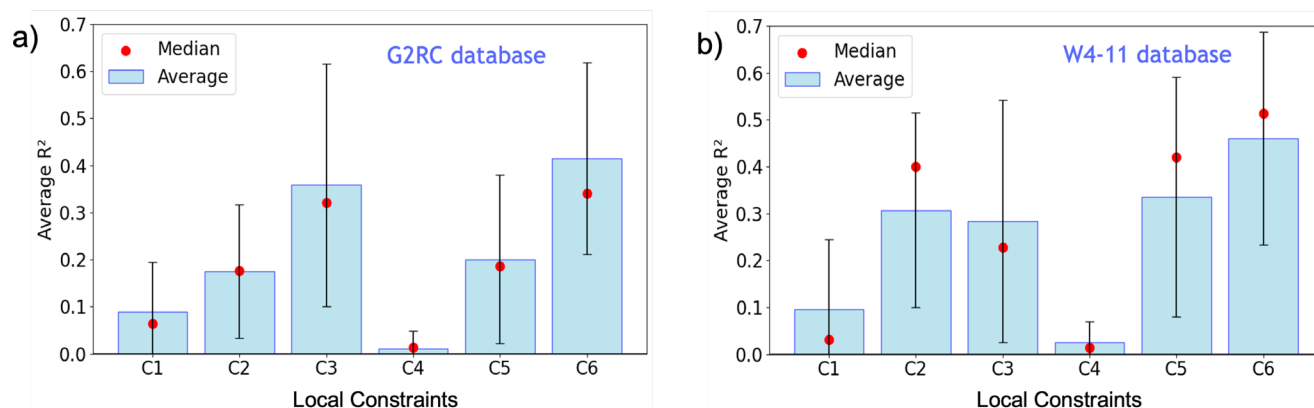 a)
G2RC database
Median
Average
Average R²
0.7
0.6
0.5
0.4
0.3
0.2
0.1
0.0
C1 C2 C3 C4 C5 C6
Local Constraints
b)
W4-11 database
Median
Average
Average R²
0.7
0.6
0.5
0.4
0.3
0.2
0.1
0.0
C1 C2 C3 C4 C5 C6
Local Constraints